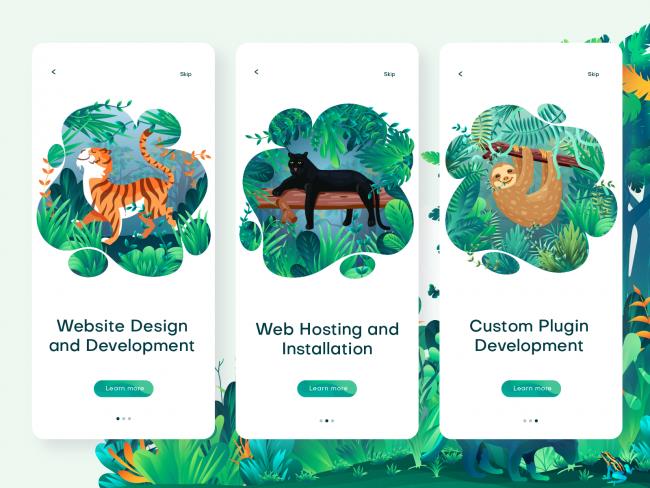 < Skip
Website Design
and Development
Learn more
< Skip
Web Hosting and
Installation
Learn more
< Skip
Custom Plugin
Development
Learn more